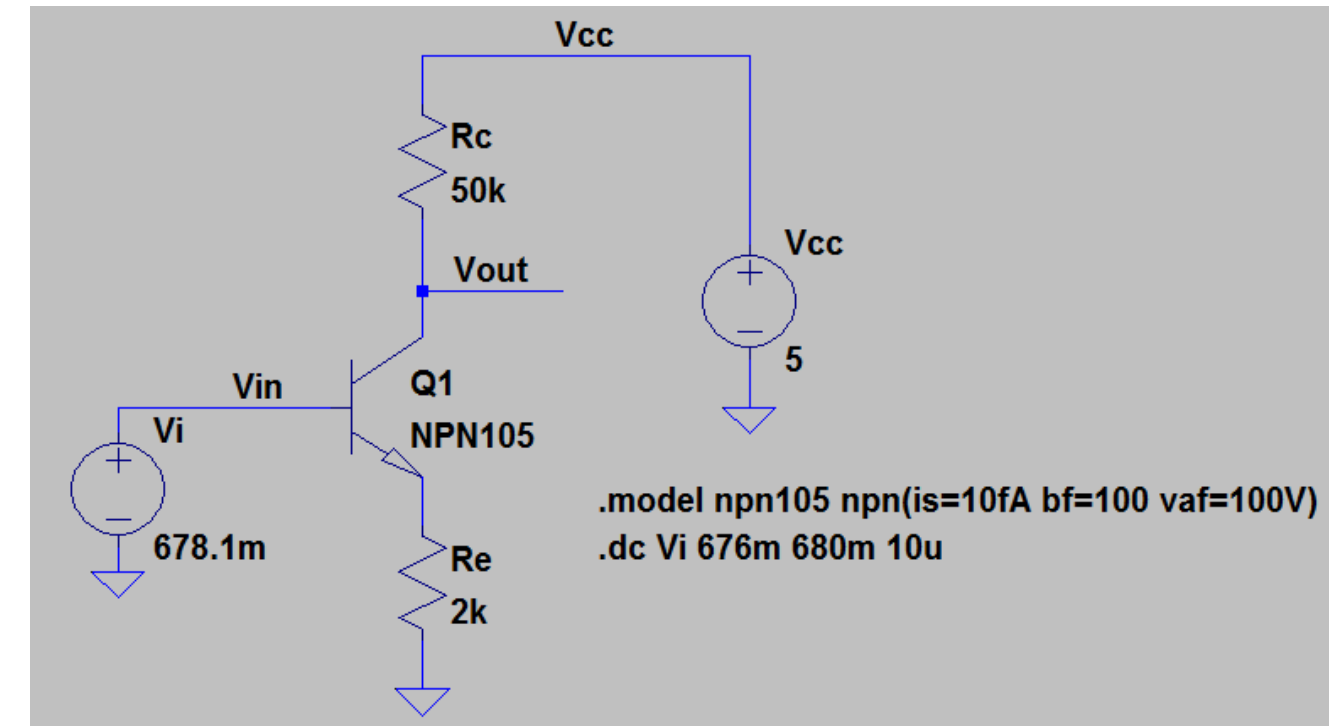 Vcc
Rc
50k
Vcc
Vout
5
Vin
Q1
Vi
NPN105
.model npn105 npn(is=10fA bf=100 vaf=100V)
678.1m
.dc Vi 676m 680m 10u
Re
2k